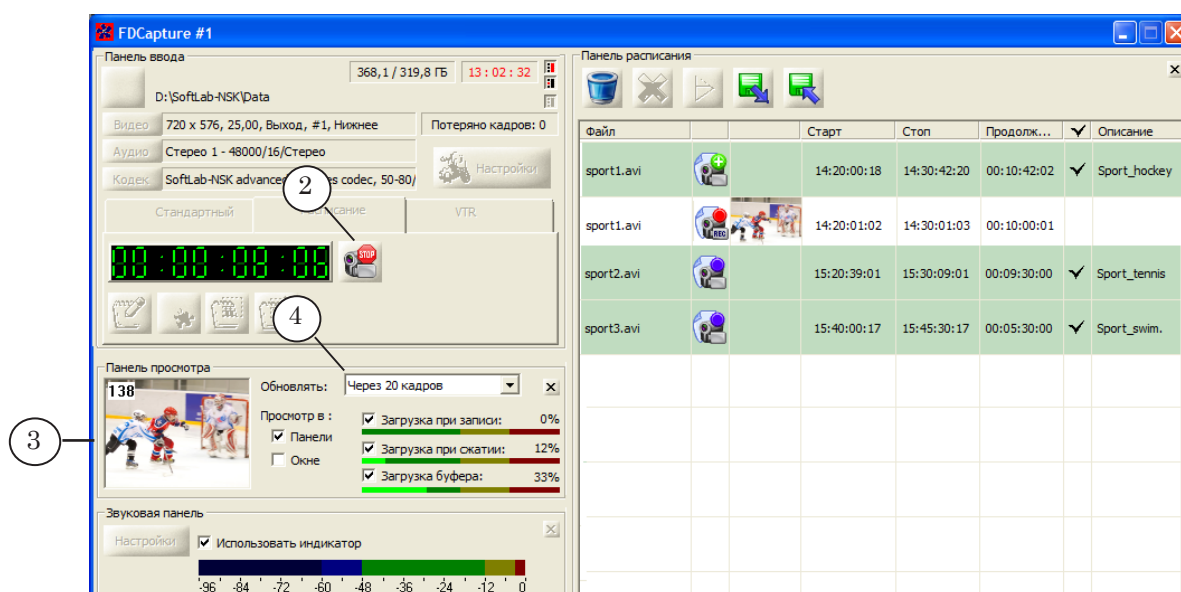 FDCapture #1
Панель ввода
368,1 / 319,8 ГБ
13 : 02 : 32
D:\SoftLab-NSK\Data
Видео 720 x 576, 25,00, Выход, #1, Нижнее Потеряно кадров: 0
Аудио Стерео 1 - 48000/16/Стерео
Кодек SoftLab-NSK advance es codec, 50-80/
Настройки
2
Стандартный сание VTR
00 : 00 : 08 : 08
STOP
4
Панель просмотра
138
Обновлять: Через 20 кадров
Просмотр в :
Панели
Окне
Загрузка при записи: 0%
Загрузка при сжатии: 12%
Загрузка буфера: 33%
3
Звуковая панель
Настройки
Использовать индикатор
-96 -84 -72 -60 -48 -36 -24 -12 0
Панель расписания
Файл Старт Стоп Продолж... Описание
sport1.avi 14:20:00:18 14:30:42:20 00:10:42:02 Sport_hockey
sport1.avi REC 14:20:01:02 14:30:01:03 00:10:00:01
sport2.avi 15:20:39:01 15:30:09:01 00:09:30:00 Sport_tennis
sport3.avi 15:40:00:17 15:45:30:17 00:05:30:00 Sport_swim.